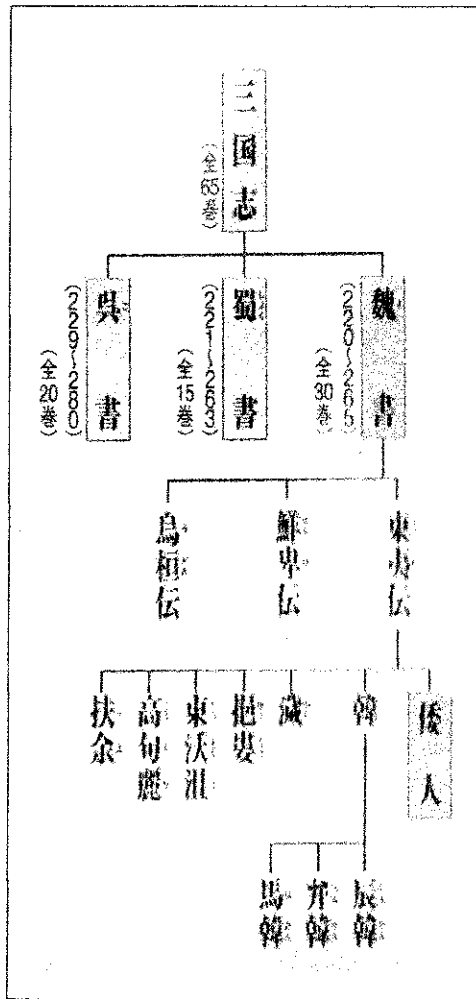 三国志
(全65巻)
魏書
(220~265)
(全30巻)
蜀書
(221~263)
(全15巻)
呉書
(229~280)
(全20巻)
東夷伝
鮮卑伝
烏桓伝
倭人
韓
濊
挹婁
東沃沮
高句麗
扶余
辰韓
弁韓
馬韓